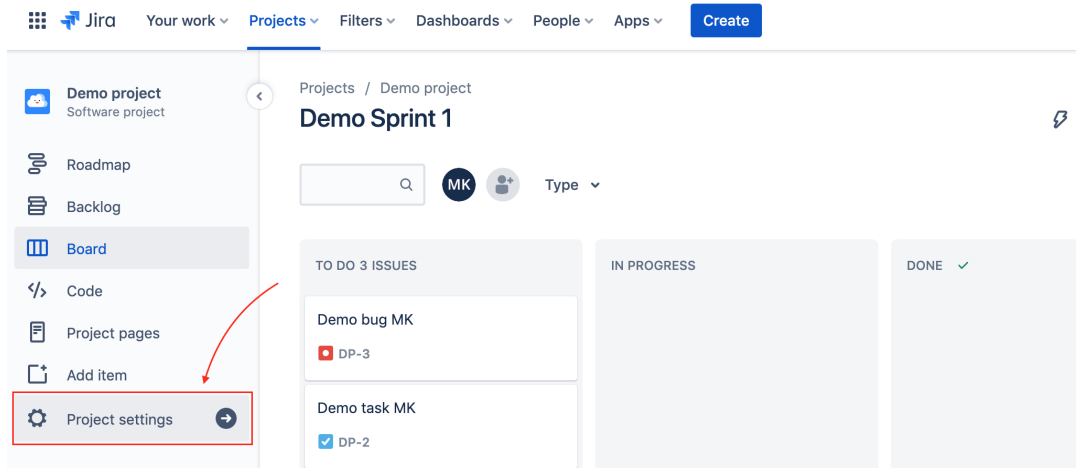 Jira Your work Projects Filters Dashboards People Apps Create
Demo project
Software project
Roadmap
Backlog
Board
Code
Project pages
Add item
Project settings
Projects / Demo project
Demo Sprint 1
MK Type
TO DO 3 ISSUES
Demo bug MK
DP-3
Demo task MK
DP-2
IN PROGRESS
DONE